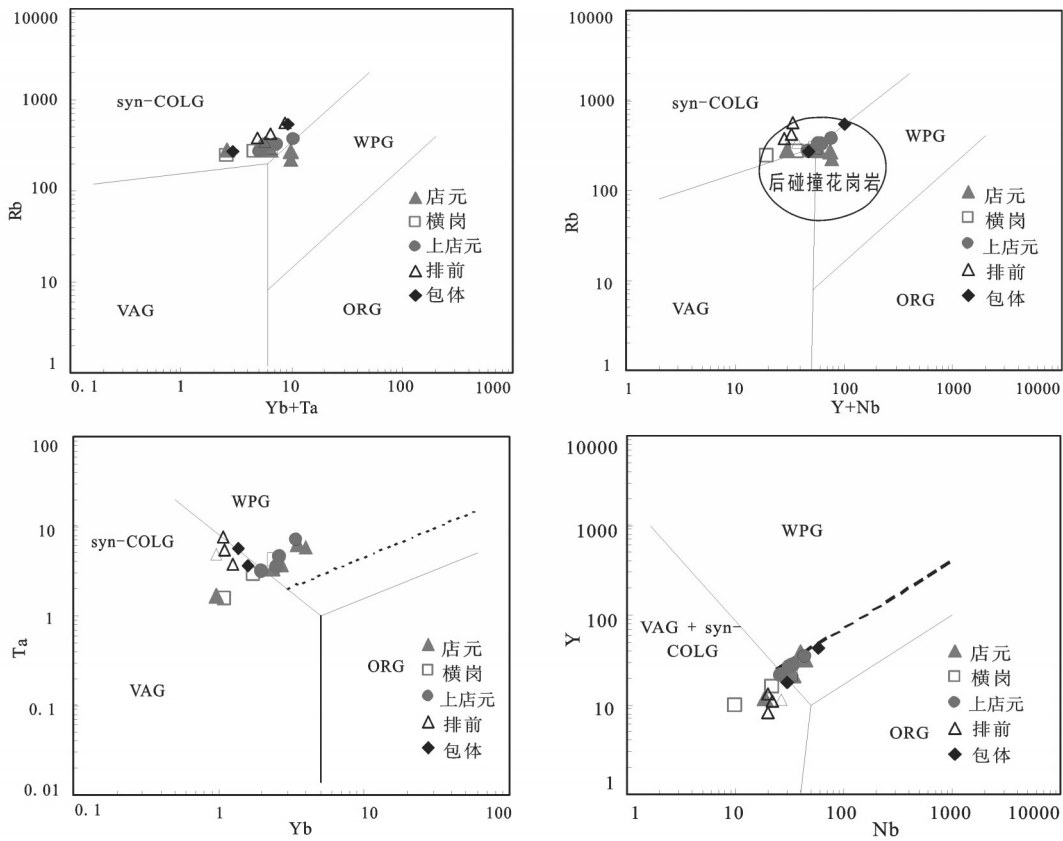 10000
1000
100
10
1
Rb
syn-COLG
WPG
VAG
ORG
店元
横岗
上店元
排前
包体
0.1
1
10
100
1000
Yb+Ta
10000
1000
100
10
1
Rb
syn-COLG
WPG
后碰撞花岗岩
VAG
ORG
店元
横岗
上店元
排前
包体
1
10
100
1000
10000
Y+Nb
100
10
1
0.1
0.01
Ta
WPG
syn-COLG
VAG
ORG
店元
横岗
上店元
排前
包体
0.1
1
10
100
Yb
10000
1000
100
10
1
Y
WPG
VAG + syn-
COLG
ORG
店元
横岗
上店元
排前
包体
1
10
100
1000
10000
Nb